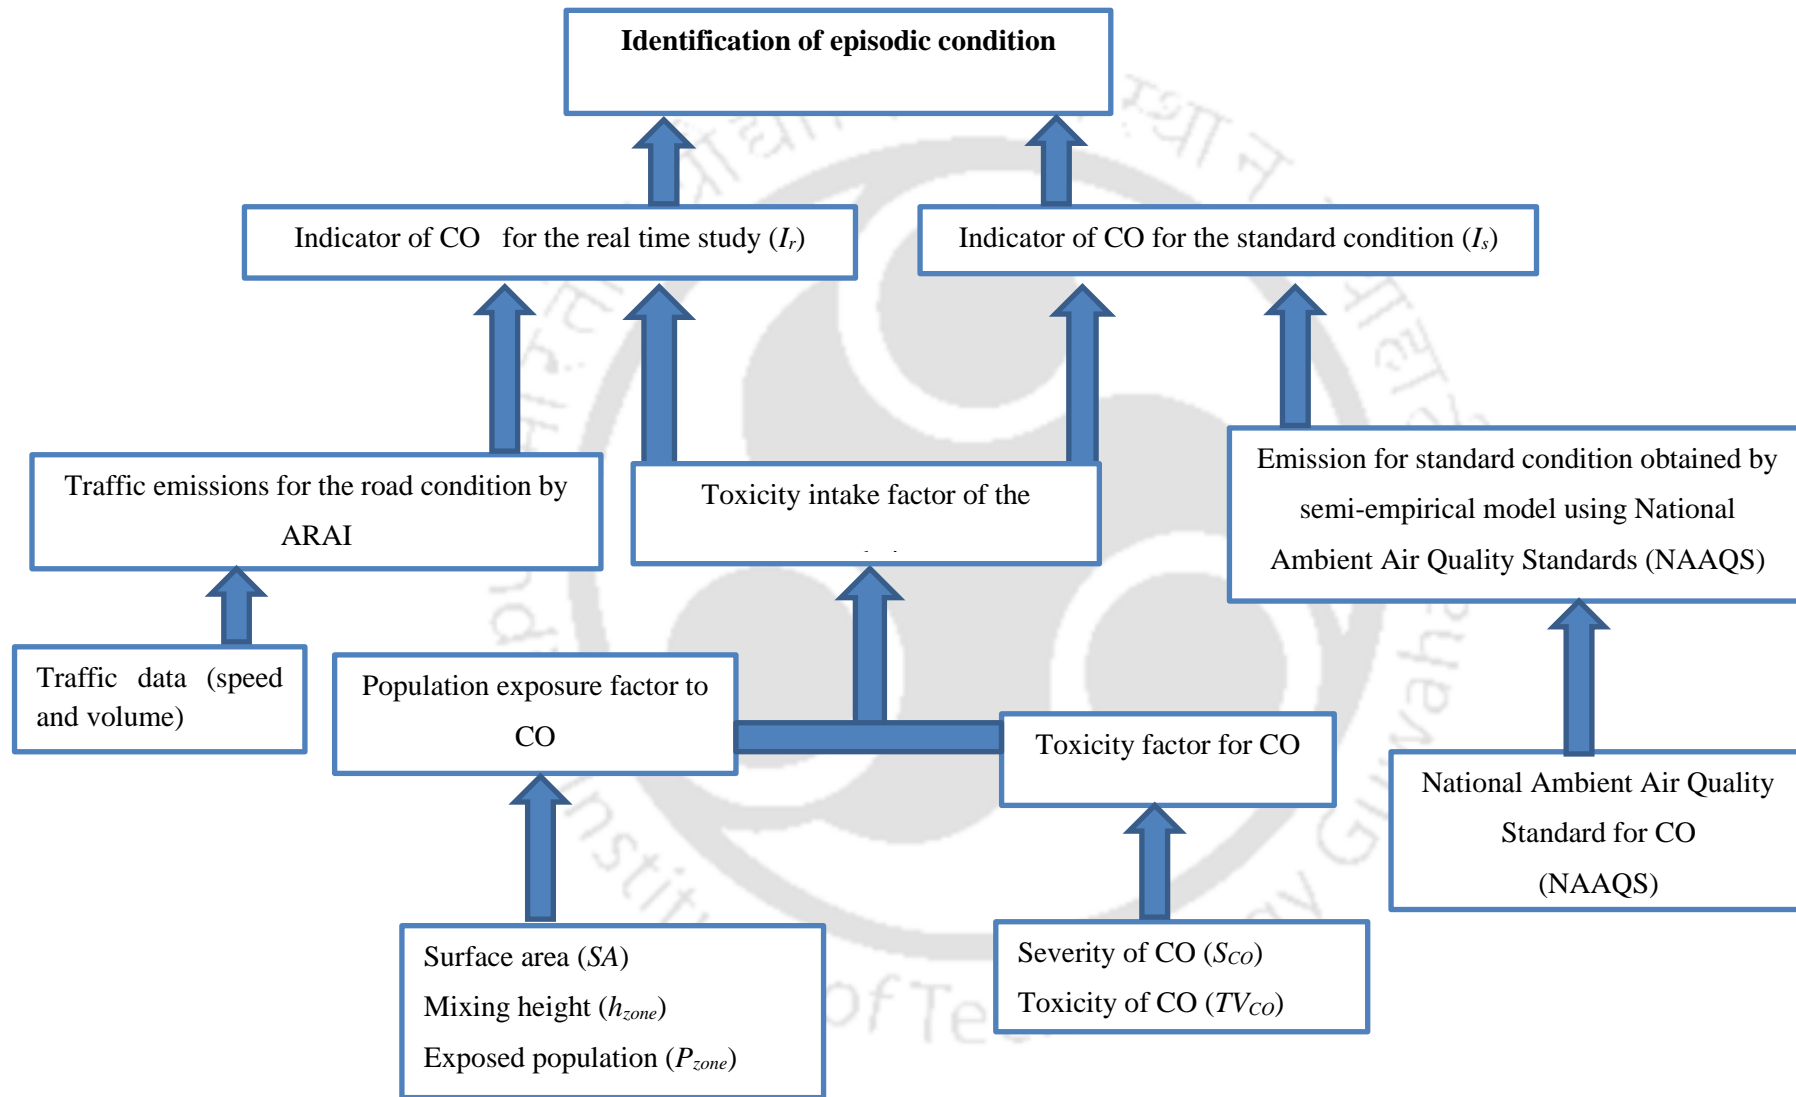 Identification of episodic condition
Indicator of CO for the real time study (Ir)
Indicator of CO for the standard condition (Is)
Traffic emissions for the road condition by
ARAI
Toxicity intake factor of the
Emission for standard condition obtained by
semi-empirical model using National
Ambient Air Quality Standards (NAAQS)
Traffic data (speed
and volume)
Population exposure factor to
CO
Toxicity factor for CO
National Ambient Air Quality
Standard for CO
(NAAQS)
Surface area (SA)
Mixing height (hzone)
Exposed population (Pzone)
Severity of CO (SCO)
Toxicity of CO (TVCO)